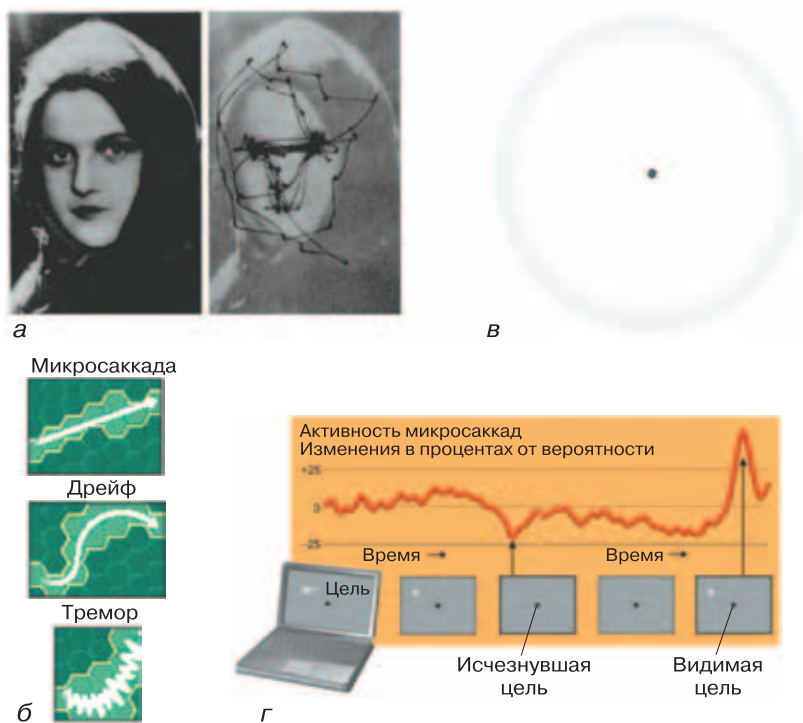 а
в
Микросаккада
Дрейф
Тремор
б
Активность микросаккад
Изменения в процентах от вероятности
+25
0
-25
Время → Время →
Цель
Исчезнувшая
цель
Видимая
цель
г